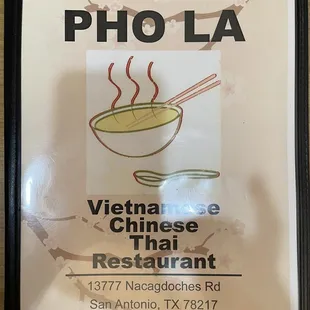 PHO LA
Vietnamese
Chinese
Thai
Restaurant
13777 Nacagdoches Rd
San Antonio, TX 78217